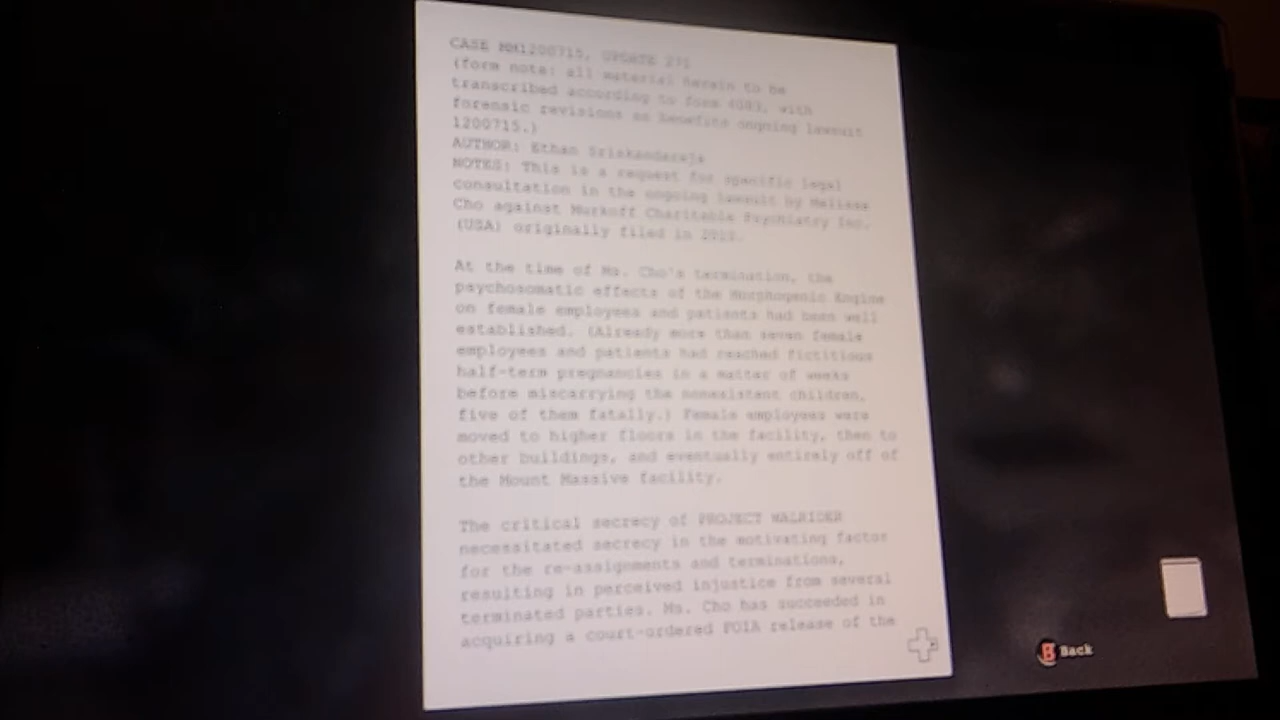 CASE MM1200715, UPDATE 271
(form note: all material herein to be
transcribed according to form, with
forensic revisions as benefits ongoing lawsuit
1200715.)
AUTHOR: Ethan Sriskanderaja
NOTES: This is a request for specific legal
consultation in the ongoing lawsuit by Melissa
Cho against Murkoff Charitable Psychiatry Inc.
(USA) originally filed in
At the time of Ms. Cho's termination, the
psychosomatic effects of the Morphogenic Engine
on female employees and patients had been well
established. (Already more than seven female
employees and patients had reached fictitious
half-term pregnancies in a matter of weeks
before miscarrying the nonexistent children,
five of them fatally.) Female employees were
moved to higher floors in the facility, then to
other buildings, and eventually entirely off of
the Mount Massive facility.
The critical secrecy of PROJECT WALRIDER
necessitated secrecy in the motivating factor
for the re-assignments and terminations,
resulting in perceived injustice from several
terminated parties. Ms. Cho has succeeded in
acquiring a court-ordered FOIA release of the
B Back